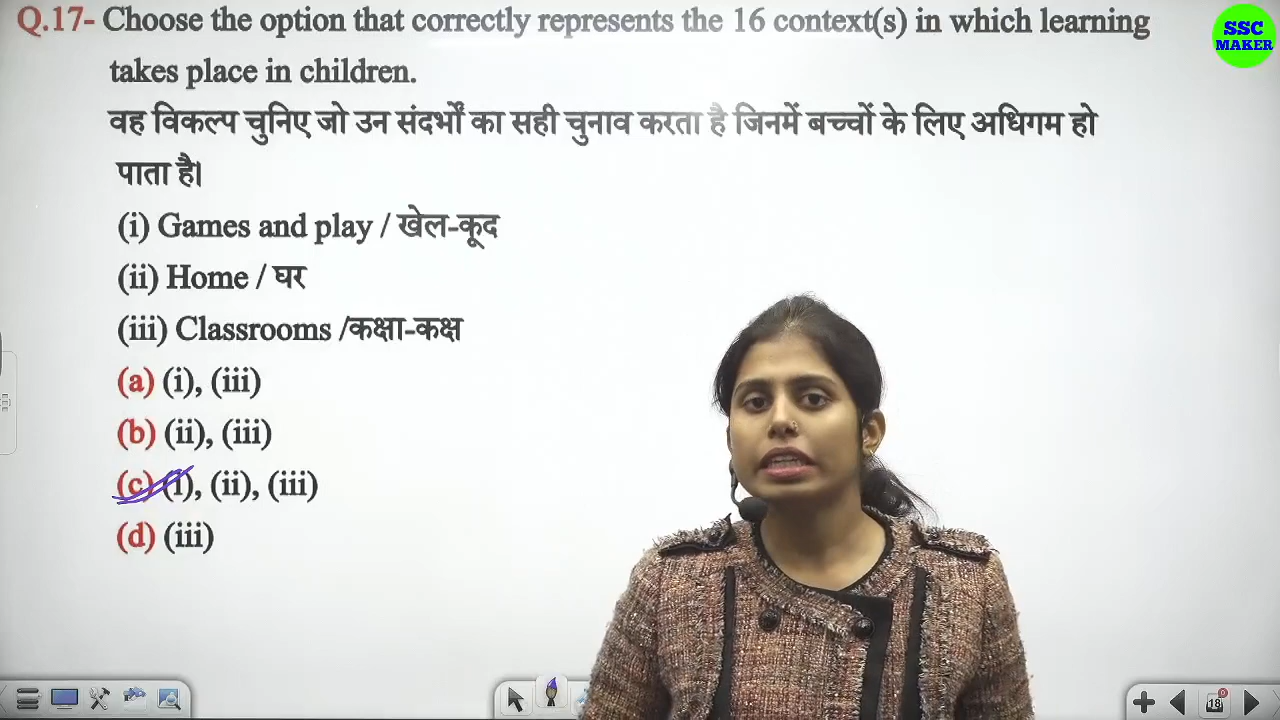 SSC
MAKER
Q.17- Choose the option that correctly represents the 16 context(s) in which learning
takes place in children.
वह विकल्प चुनिए जो उन संदर्भों का सही चुनाव करता है जिनमें बच्चों के लिए अधिगम हो
पाता है।
(i) Games and play / खेल-कूद
(ii) Home / घर
(iii) Classrooms /कक्षा-कक्ष
(a) (i), (iii)
(b) (ii), (iii)
(c) (i), (ii), (iii)
(d) (iii)
18